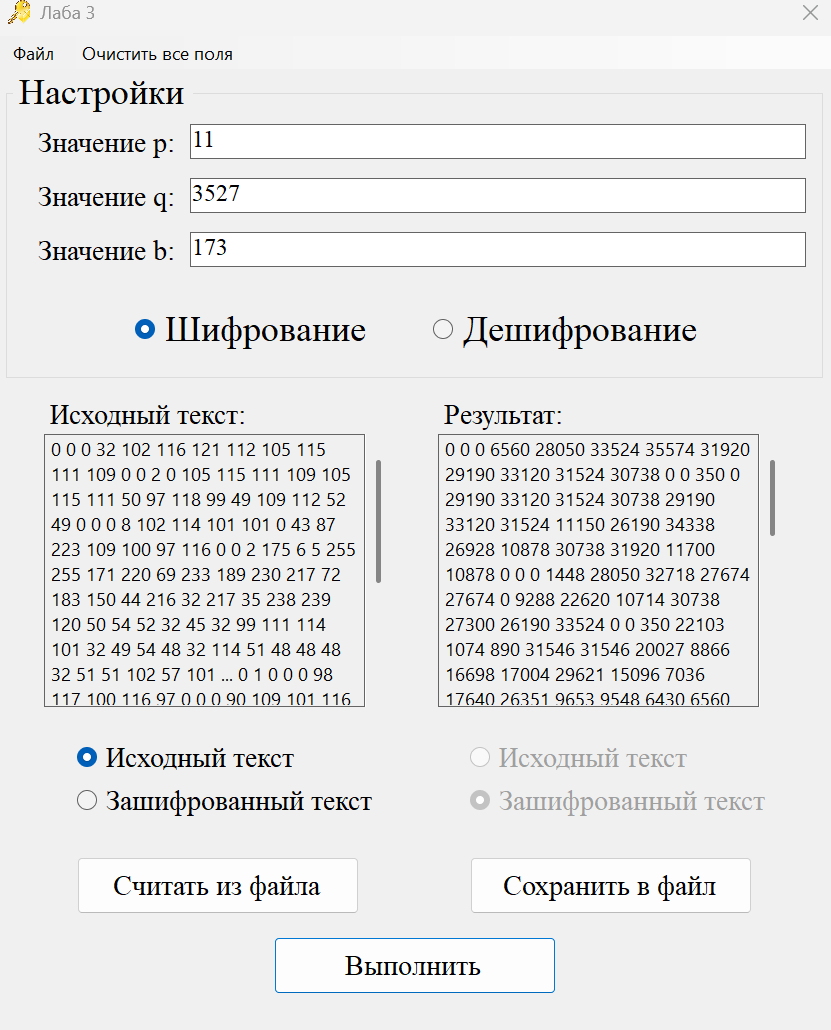 Лаба 3
Файл Очистить все поля
Настройки
Значение p: 11
Значение q: 3527
Значение b: 173
Шифрование Дешифрование
Исходный текст:
0 0 0 32 102 116 121 112 105 115
111 109 0 0 2 0 105 115 111 109 105
115 111 50 97 118 99 49 109 112 52
49 0 0 0 8 102 114 101 101 0 43 87
223 109 100 97 116 0 0 2 175 6 5 255
255 171 220 69 233 189 230 217 72
183 150 44 216 32 217 35 238 239
120 50 54 52 32 45 32 99 111 114
101 32 49 54 48 32 114 51 48 48 48
32 51 51 102 57 101 ... 0 1 0 0 0 98
117 100 116 97 0 0 0 90 109 101 116
Результат:
0 0 0 6560 28050 33524 35574 31920
29190 33120 31524 30738 0 0 350 0
29190 33120 31524 30738 29190
33120 31524 11150 26190 34338
26928 10878 30738 31920 11700
10878 0 0 0 1448 28050 32718 27674
27674 0 9288 22620 10714 30738
27300 26190 33524 0 0 350 22103
1074 890 31546 31546 20027 8866
16698 17004 29621 15096 7036
17640 26351 9653 9548 6430 6560
Исходный текст
Зашифрованный текст
Исходный текст
Зашифрованный текст
Считать из файла
Сохранить в файл
Выполнить